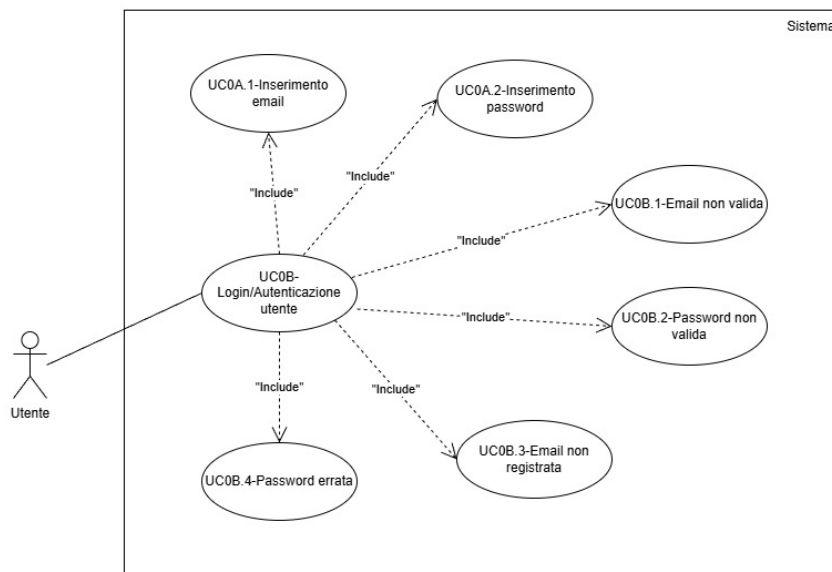 Sistema
UC0A.1-Inserimento
email
UC0A.2-Inserimento
password
"Include"
"Include"
UC0B.1-Email non valida
"Include"
UC0B-
Login/Autenticazione
utente
"Include"
UC0B.2-Password non
valida
Utente
"Include"
"Include"
UC0B.3-Email non
registrata
UC0B.4-Password errata